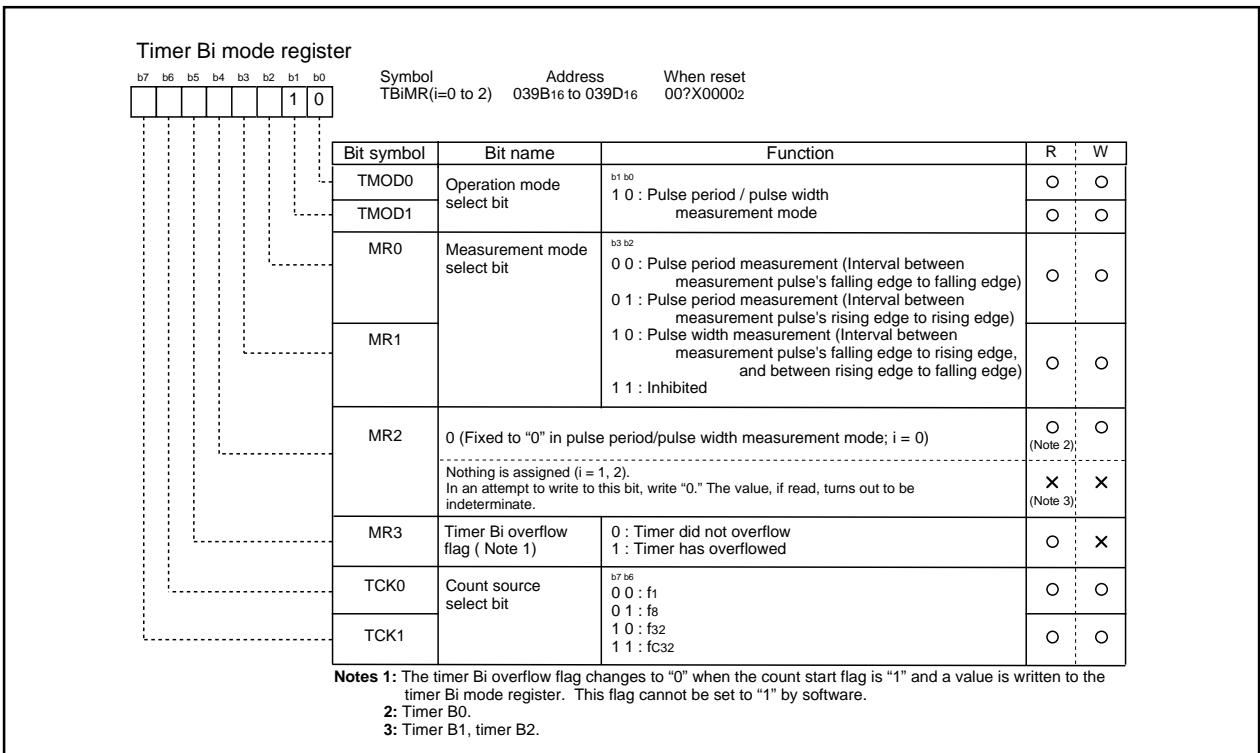 Timer Bi mode register
b7 b6 b5 b4 b3 b2 b1 b0
1 0
Symbol Address When reset
TBiMR(i=0 to 2) 039B16 to 039D16 00?X00002
Bit symbol Bit name Function R W
TMOD0
TMOD1
Operation mode
select bit
b1 b0
1 0 : Pulse period / pulse width
measurement mode
MR0
MR1
Measurement mode
select bit
b3 b2
0 0 : Pulse period measurement (Interval between
measurement pulse's falling edge to falling edge)
0 1 : Pulse period measurement (Interval between
measurement pulse's rising edge to rising edge)
1 0 : Pulse width measurement (Interval between
measurement pulse's falling edge to rising edge,
and between rising edge to falling edge)
1 1 : Inhibited
MR2
0 (Fixed to “0” in pulse period/pulse width measurement mode; i = 0)
(Note 2)
Nothing is assigned (i = 1, 2).
In an attempt to write to this bit, write “0.” The value, if read, turns out to be
indeterminate.
(Note 3)
MR3
Timer Bi overflow
flag ( Note 1)
0 : Timer did not overflow
1 : Timer has overflowed
TCK0
TCK1
Count source
select bit
b7 b6
0 0 : f1
0 1 : f8
1 0 : f32
1 1 : fC32
Notes 1: The timer Bi overflow flag changes to “0” when the count start flag is “1” and a value is written to the
timer Bi mode register. This flag cannot be set to “1” by software.
2: Timer B0.
3: Timer B1, timer B2.